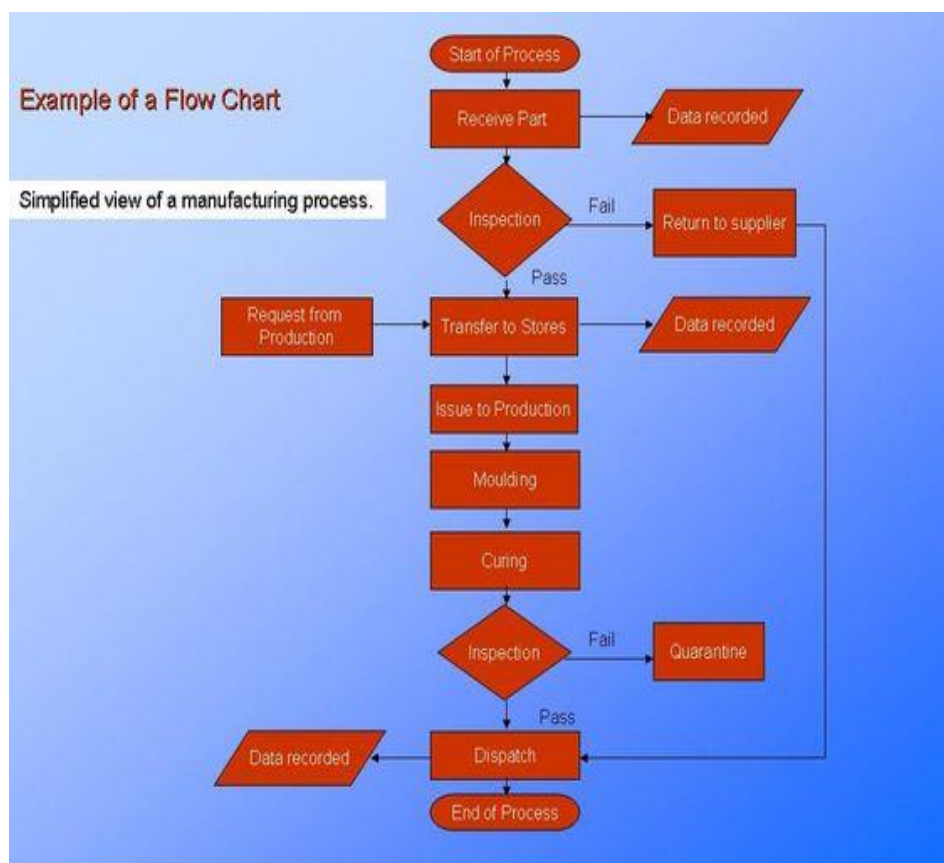 Start of Process
Example of a Flow Chart
Receive Part
Data recorded
Simplified view of a manufacturing process.
Inspection
Fail
Return to supplier
Pass
Request from
Production
Transfer to Stores
Data recorded
Issue to Production
Moulding
Curing
Inspection
Fail
Quarantine
Pass
Data recorded
Dispatch
End of Process